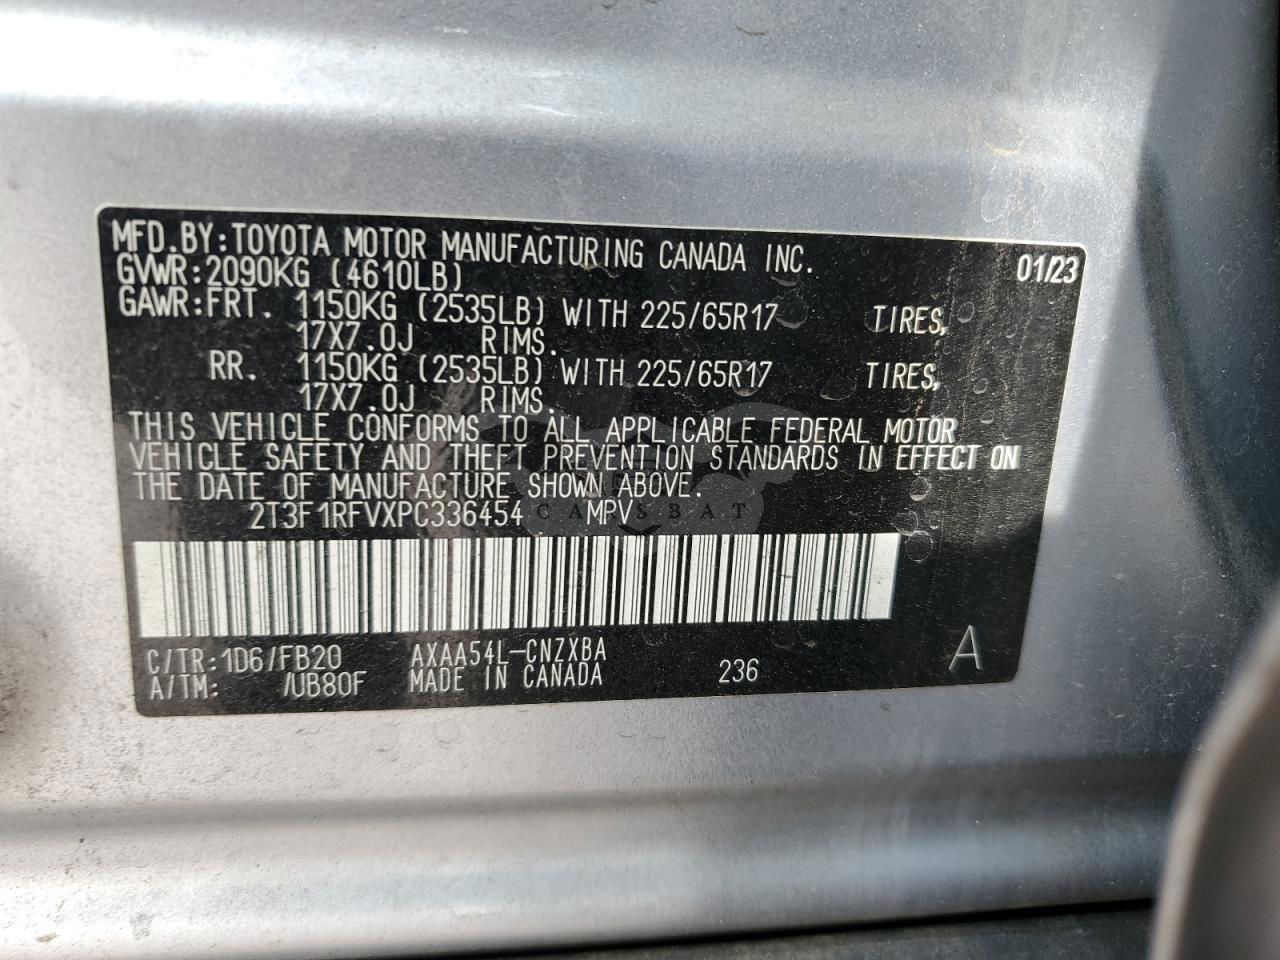 MFD.BY:TOYOTA MOTOR MANUFACTURING CANADA INC.
GVWR:2090KG (4610LB) 01/23
GAWR:FRT. 1150KG (2535LB) WITH 225/65R17 TIRES,
17X7.0J RIMS.
RR. 1150KG (2535LB) WITH 225/65R17 TIRES,
17X7.0J RIMS.
THIS VEHICLE CONFORMS TO ALL APPLICABLE FEDERAL MOTOR
VEHICLE SAFETY AND THEFT PREVENTION STANDARDS IN EFFECT ON
THE DATE OF MANUFACTURE SHOWN ABOVE.
2T3F1RFVXPC336454 MPV
CARSBAT
C/TR:1D6/FB20 AXAA54L-CNZXBA
A/TM: /UB80F MADE IN CANADA 236 A